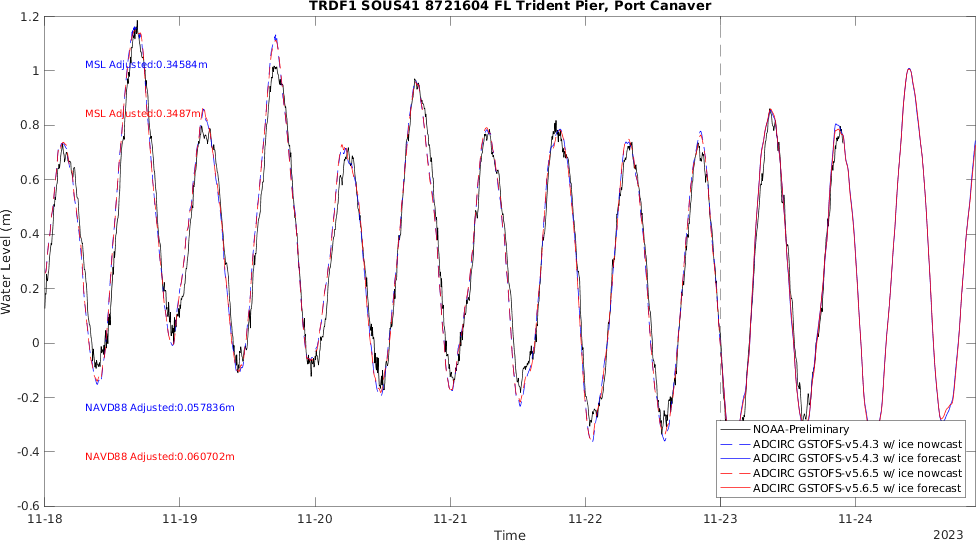 TRDF1 SOUS41 8721604 FL Trident Pier, Port Canaver
1.2
1
0.8
0.6
0.4
0.2
0
-0.2
-0.4
-0.6
Water Level (m)
MSL Adjusted:0.34584m
MSL Adjusted:0.3487m
NAVD88 Adjusted:0.057836m
NAVD88 Adjusted:0.060702m
NOAA-Preliminary
ADCIRC GSTOFS-v5.4.3 w/ ice nowcast
ADCIRC GSTOFS-v5.4.3 w/ ice forecast
ADCIRC GSTOFS-v5.6.5 w/ ice nowcast
ADCIRC GSTOFS-v5.6.5 w/ ice forecast
11-18 11-19 11-20 11-21 11-22 11-23 11-24
Time
2023